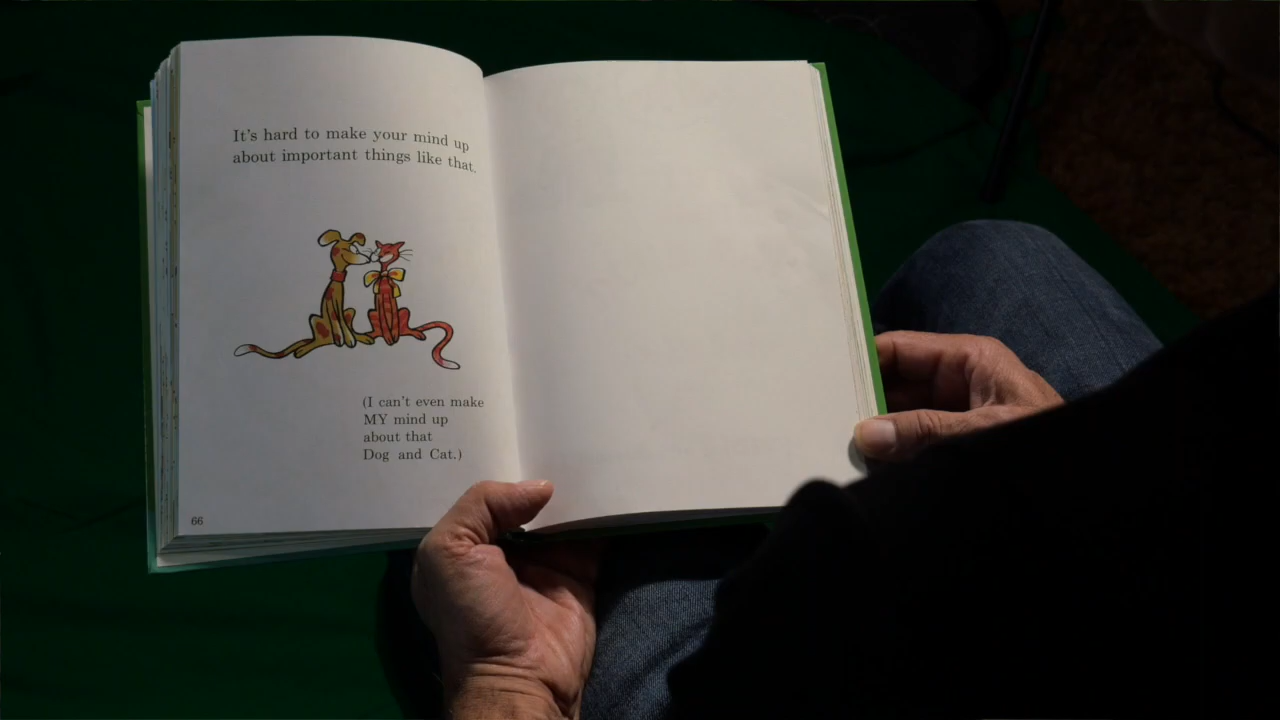 It's hard to make your mind up
about important things like that.
(I can't even make
MY mind up
about that
Dog and Cat.)
66